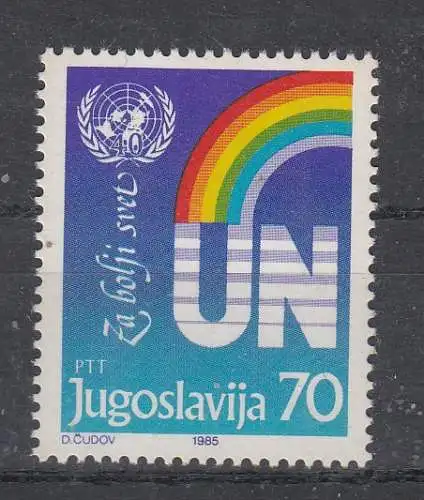 40
Za bolji svet
UN
PTT
Jugoslavija 70
D.ČUDOV 1985